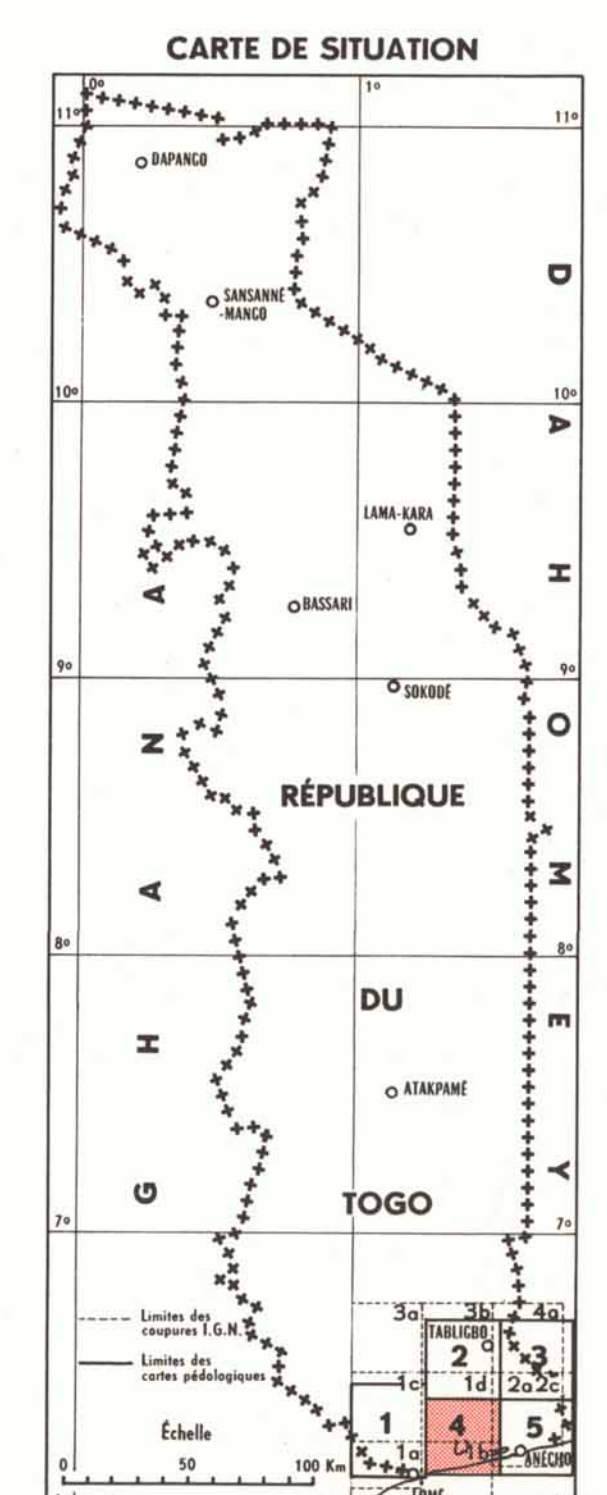 CARTE DE SITUATION
0° 1°
11° 11°
DAPANGO
SANSANNÉ
-MANGO
10° 10°
LAMA-KARA
BASSARI
9° 9°
SOKODÉ
RÉPUBLIQUE
8° 8°
DU
ATAKPAMÉ
TOGO
7° 7°
GHANA
DAHOMEY
3a 3b 4a
Limites des
coupures I.G.N.
TABLIGBO
2 3
Limites des
cartes pédologiques
1c 1d 2a 2c
Échelle
1 4 5
1a 1b ANÉCHO
0 50 100 Km